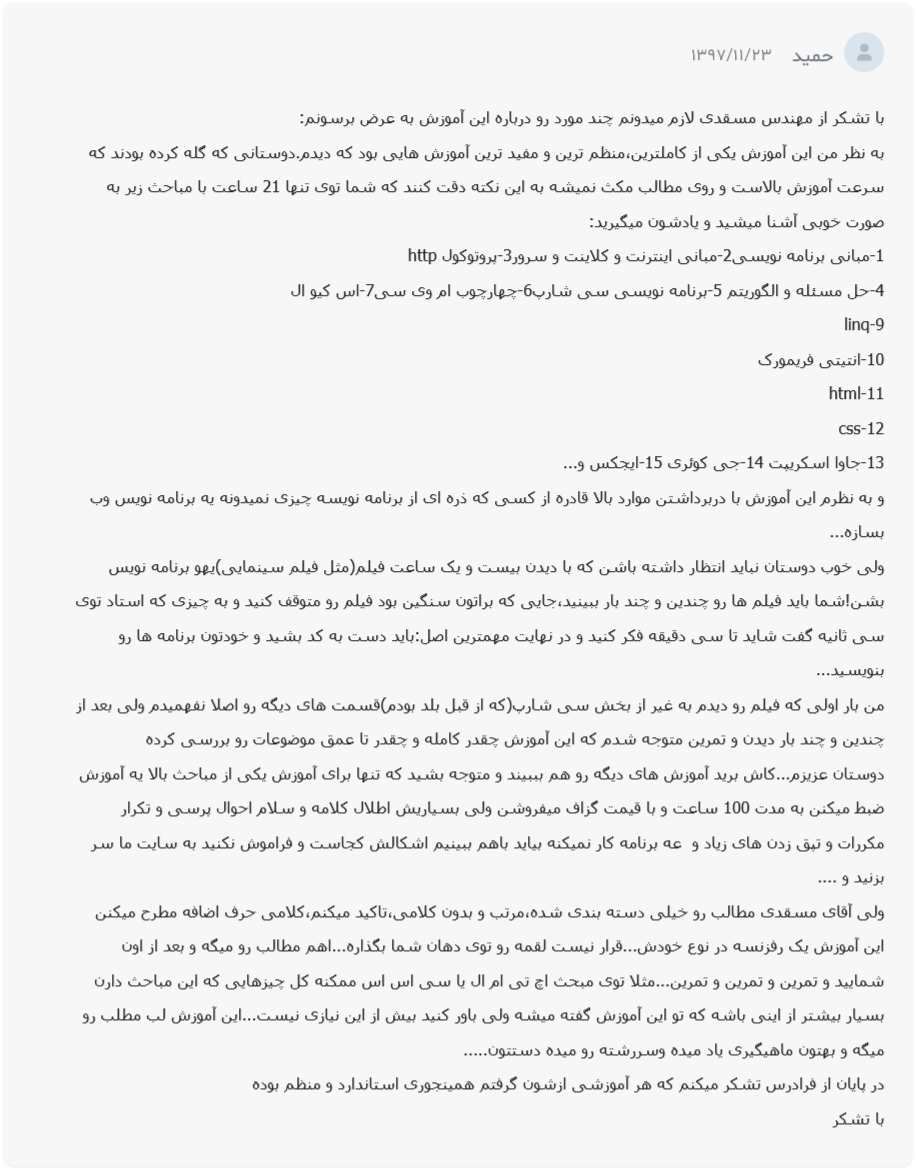 حمید ۱۳۹۷/۱۱/۲۳
با تشکر از مهندس مسقدی لازم میدونم چند مورد رو درباره این آموزش به عرض برسونم:
به نظر من این آموزش یکی از کاملترین،منظم ترین و مفید ترین آموزش هایی بود که دیدم.دوستانی که گله کرده بودند که
سرعت آموزش بالاست و روی مطالب مکث نمیشه به این نکته دقت کنند که شما توی تنها 21 ساعت با مباحث زیر به
صورت خوبی آشنا میشید و یادشون میگیرید:
1-مبانی برنامه نویسی2-مبانی اینترنت و کلاینت و سرور3-پروتوکول http
4-حل مسئله و الگوریتم 5-برنامه نویسی سی شارپ6-چهارچوب ام وی سی7-اس کیو ال
9-linq
10-انتیتی فریمورک
11-html
12-css
13-جاوا اسکریپت 14-جی کوئری 15-ایجکس و...
و به نظرم این آموزش با دربرداشتن موارد بالا قادره از کسی که ذره ای از برنامه نویسه چیزی نمیدونه یه برنامه نویس وب
بسازه...
ولی خوب دوستان نباید انتظار داشته باشن که با دیدن بیست و یک ساعت فیلم(مثل فیلم سینمایی)یهو برنامه نویس
بشن!شما باید فیلم ها رو چندین و چند بار ببینید،جایی که براتون سنگین بود فیلم رو متوقف کنید و به چیزی که استاد توی
سی ثانیه گفت شاید تا سی دقیقه فکر کنید و در نهایت مهمترین اصل:باید دست به کد بشید و خودتون برنامه ها رو
بنویسید...
من بار اولی که فیلم رو دیدم به غیر از بخش سی شارپ(که از قبل بلد بودم)قسمت های دیگه رو اصلا نفهمیدم ولی بعد از
چندین و چند بار دیدن و تمرین متوجه شدم که این آموزش چقدر کامله و چقدر تا عمق موضوعات رو بررسی کرده
دوستان عزیزم...کاش برید آموزش های دیگه رو هم بببیند و متوجه بشید که تنها برای آموزش یکی از مباحث بالا یه آموزش
ضبط میکنن به مدت 100 ساعت و با قیمت گزاف میفروشن ولی بسیاریش اطلال کلامه و سلام احوال پرسی و تکرار
مکررات و تپق زدن های زیاد و عه برنامه کار نمیکنه بیاید باهم ببینیم اشکالش کجاست و فراموش نکنید به سایت ما سر
بزنید و ....
ولی آقای مسقدی مطالب رو خیلی دسته بندی شده،مرتب و بدون کلامی،تاکید میکنم،کلامی حرف اضافه مطرح میکنن
این آموزش یک رفزنسه در نوع خودش...قرار نیست لقمه رو توی دهان شما بگذاره...اهم مطالب رو میگه و بعد از اون
شمایید و تمرین و تمرین و تمرین...مثلا توی مبحث اچ تی ام ال یا سی اس اس ممکنه کل چیزهایی که این مباحث دارن
بسیار بیشتر از اینی باشه که تو این آموزش گفته میشه ولی باور کنید بیش از این نیازی نیست...این آموزش لب مطلب رو
میگه و بهتون ماهیگیری یاد میده وسررشته رو میده دستتون.....
در پایان از فرادرس تشکر میکنم که هر آموزشی ازشون گرفتم همینجوری استاندارد و منظم بوده
با تشکر